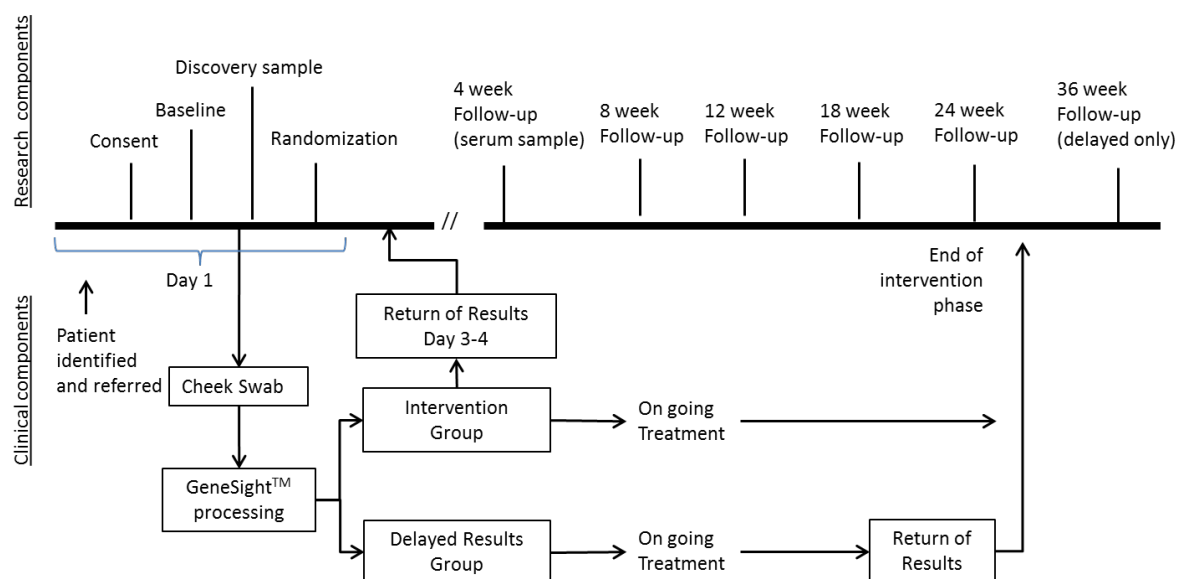 Research components
Discovery sample
Baseline
Consent
Randomization
4 week
Follow-up
(serum sample)
8 week
Follow-up
12 week
Follow-up
18 week
Follow-up
24 week
Follow-up
36 week
Follow-up
(delayed only)
//
Day 1
Clinical components
Patient
identified
and referred
Return of Results
Day 3-4
End of
intervention
phase
Cheek Swab
Intervention
Group
On going
Treatment
GeneSight™
processing
Delayed Results
Group
On going
Treatment
Return of
Results